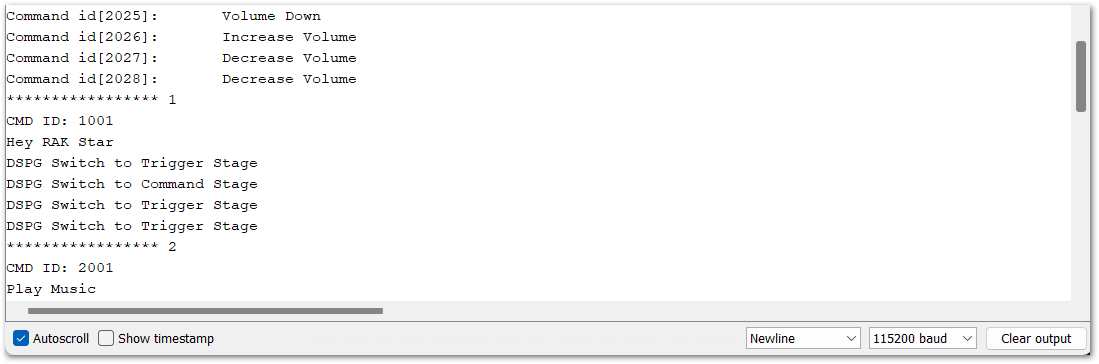 Command id[2025]:       Volume Down
Command id[2026]:       Increase Volume
Command id[2027]:       Decrease Volume
Command id[2028]:       Decrease Volume
***************** 1
CMD ID: 1001
Hey RAK Star
DSPG Switch to Trigger Stage
DSPG Switch to Command Stage
DSPG Switch to Trigger Stage
DSPG Switch to Trigger Stage
***************** 2
CMD ID: 2001
Play Music
Autoscroll Show timestamp Newline 115200 baud Clear output